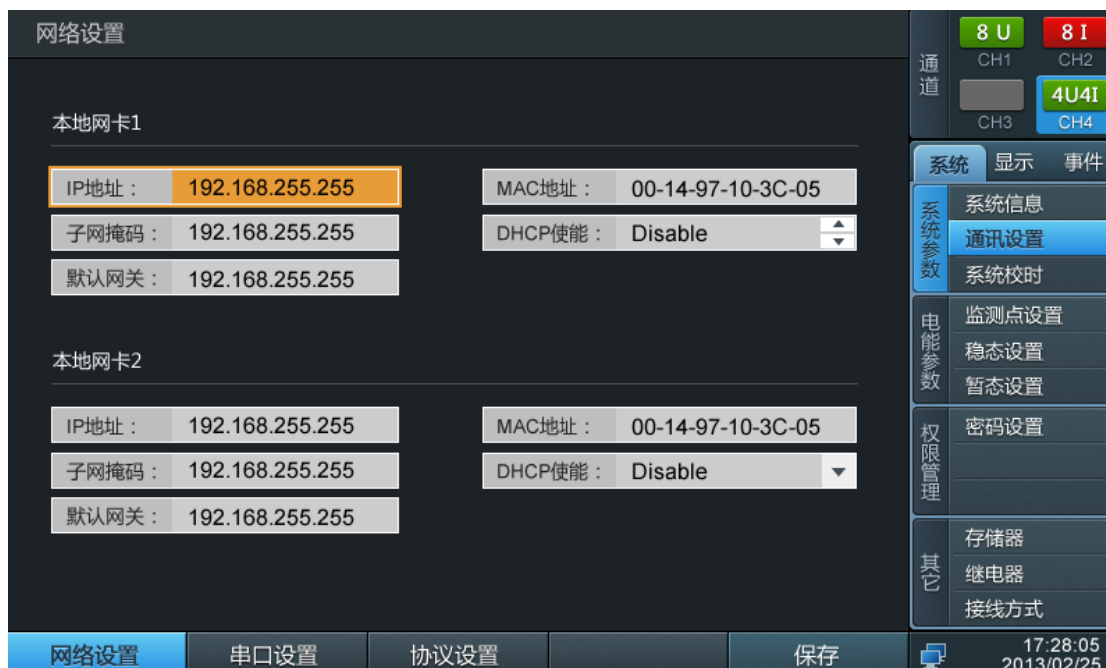 网络设置
本地网卡1
IP地址： 192.168.255.255
MAC地址： 00-14-97-10-3C-05
子网掩码： 192.168.255.255
DHCP使能： Disable
默认网关： 192.168.255.255
本地网卡2
IP地址： 192.168.255.255
MAC地址： 00-14-97-10-3C-05
子网掩码： 192.168.255.255
DHCP使能： Disable
默认网关： 192.168.255.255
网络设置 串口设置 协议设置 保存
通道
8 U 8 I
CH1 CH2
4U4I
CH3 CH4
系统 显示 事件
系统参数
系统信息
通讯设置
系统校时
电能参数
监测点设置
稳态设置
暂态设置
权限管理
密码设置
其它
存储器
继电器
接线方式
17:28:05
2013/02/25